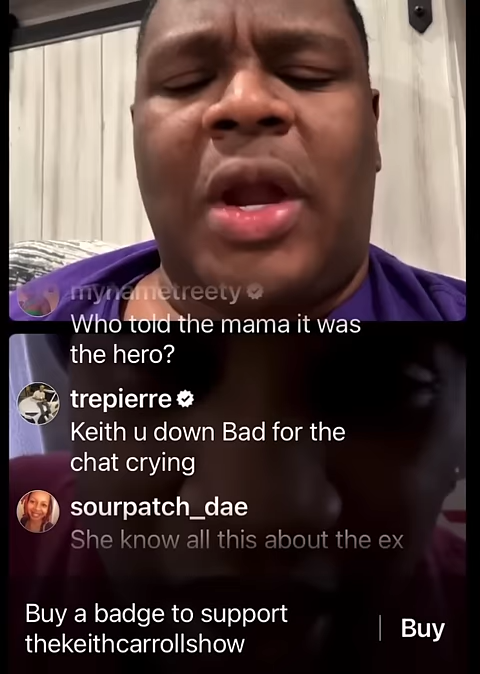 mynametreety
Who told the mama it was
the hero?
trepierre
Keith u down Bad for the
chat crying
sourpatch_dae
She know all this about the ex
Buy a badge to support
thekeithcarrollshow
Buy